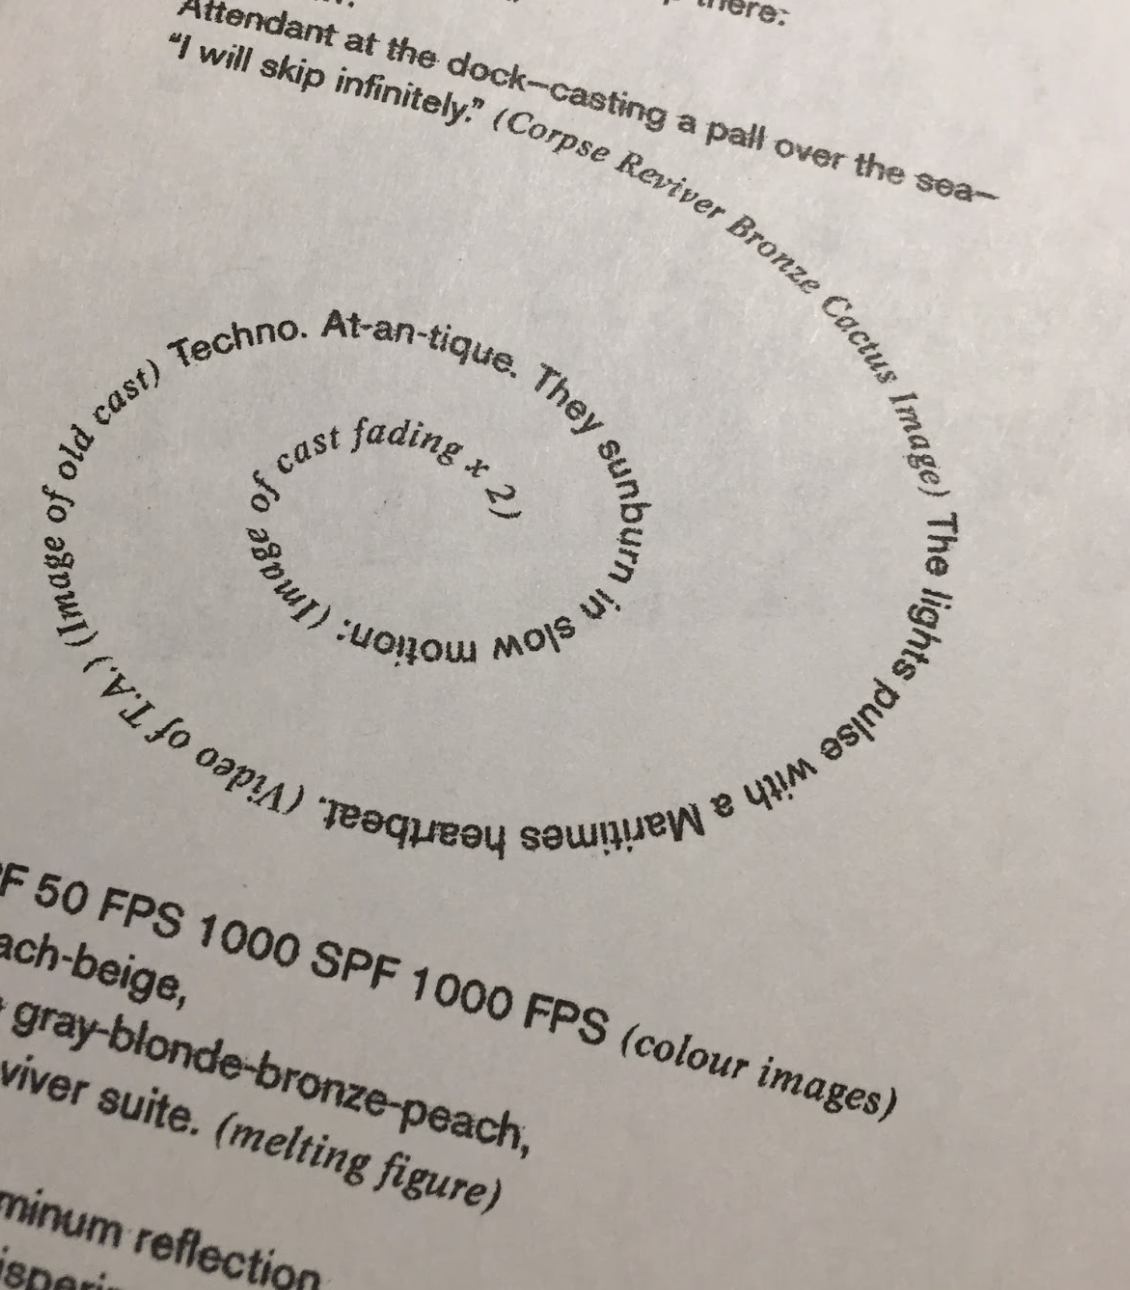 there:
Attendant at the dock—casting a pall over the sea—
“I will skip infinitely.” (Corpse Reviver Bronze Cactus Image) The lights pulse with a Maritimes heartbeat. (Video of T.A.) (Image of old cast) Techno. At-an-tique. They sunburn in slow motion: (Image of cast fading x 2)
F 50 FPS 1000 SPF 1000 FPS (colour images)
ach-beige,
gray-blonde-bronze-peach,
viver suite. (melting figure)
minum reflection